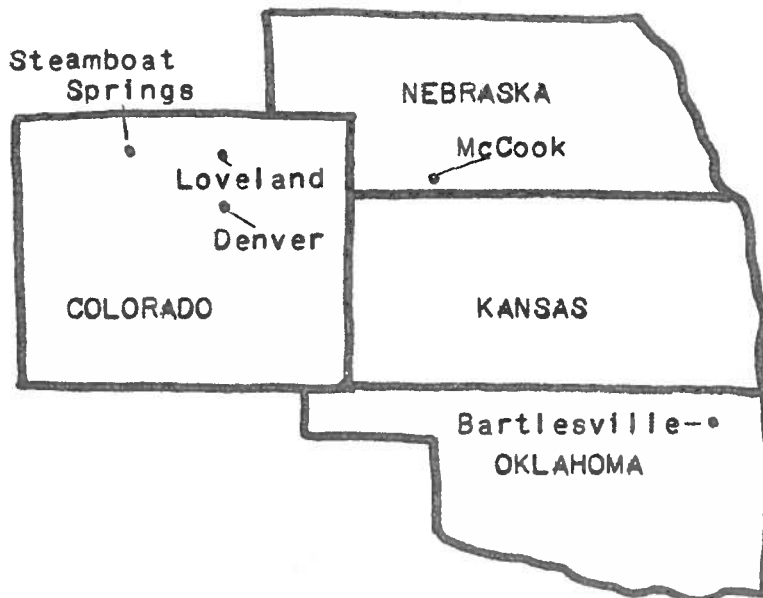 Steamboat
Springs
NEBRASKA
McCook
Loveland
Denver
COLORADO
KANSAS
Bartlesville
OKLAHOMA